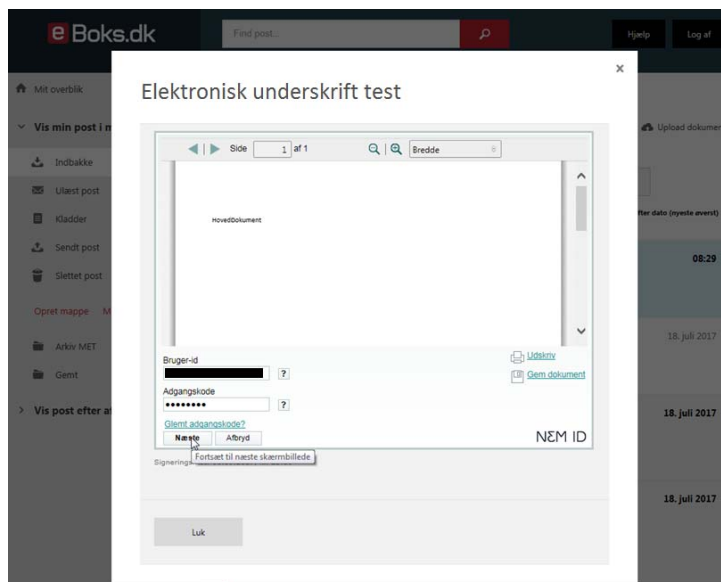 e Boks.dk
Find post...
Hjælp
Log af
Mit overblik
Vis min post i m
Indbakke
Ulæst post
Kladder
Sendt post
Slettet post
Opret mappe M
Arkiv MET
Gemt
Vis post efter af
Upload dokumen
fter dato (nyeste øverst)
08:29
18. juli 2017
18. juli 2017
18. juli 2017
×
Elektronisk underskrift test
Side 1 af 1
Bredde
HovedDokument
Bruger-id
?
Udskriv
Gem dokument
Adgangskode
••••••••
?
Glemt adgangskode?
Næste Afbryd
NEM ID
Fortsæt til næste skærmbillede
Signerings
Luk